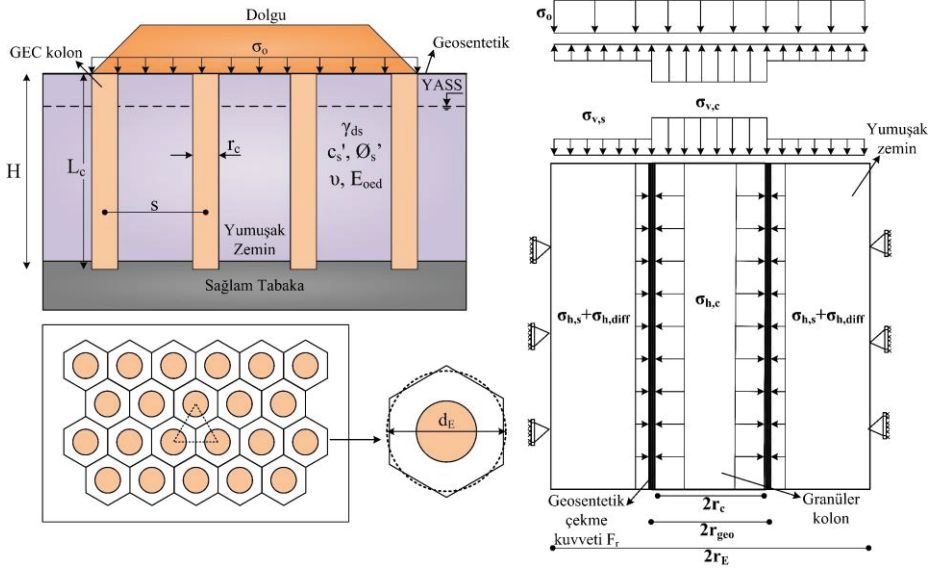 Dolgu
GEC kolon
σo
Geosentetik
YASS
H
Lc
rc
γds
cs', Øs'
υ, Eoed
s
Yumuşak
Zemin
Sağlam Tabaka
dE
σo
σv,c
σv,s
Yumuşak
zemin
σh,s+σh,diff
σh,c
σh,s+σh,diff
Geosentetik
çekme
kuvveti Fr
2rc
2rgeo
2rE
Granüler
kolon